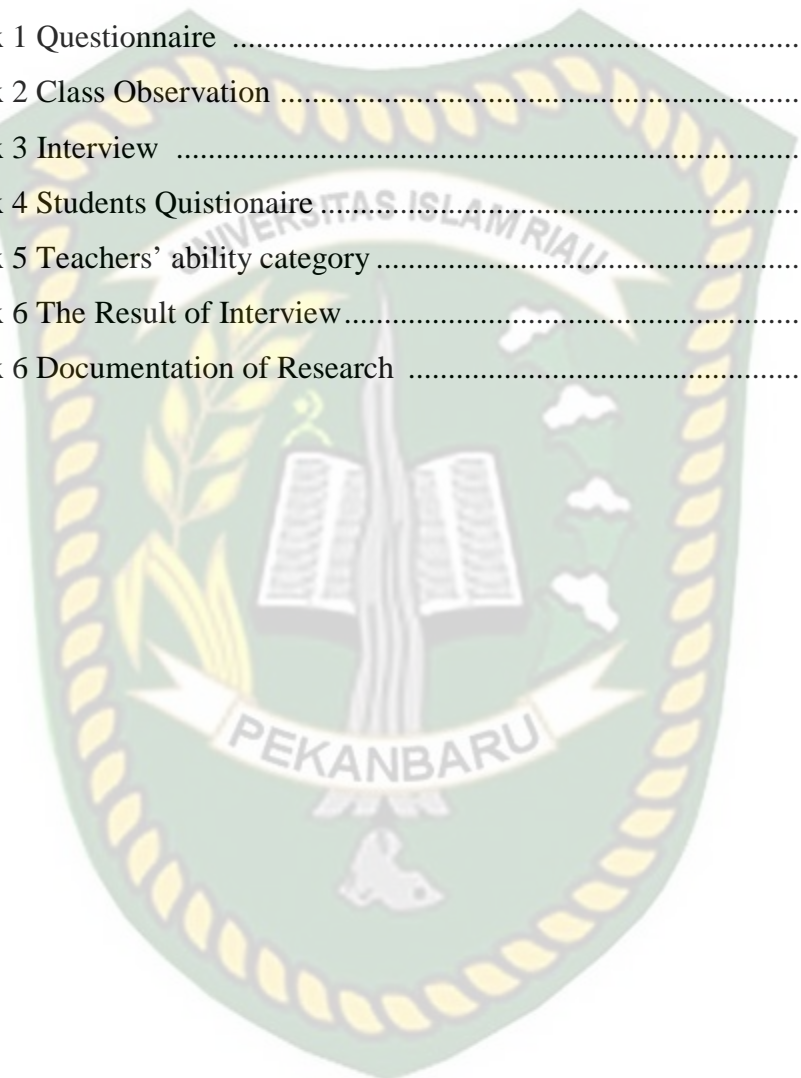 x 1 Questionnaire ........................................................................
x 2 Class Observation ..................................................................
x 3 Interview ...............................................................................
x 4 Students Quistionaire .............................................................
x 5 Teachers’ ability category ......................................................
x 6 The Result of Interview ..........................................................
x 6 Documentation of Research ..................................................
UNIVERSITAS ISLAM RIAU
PEKANBARU